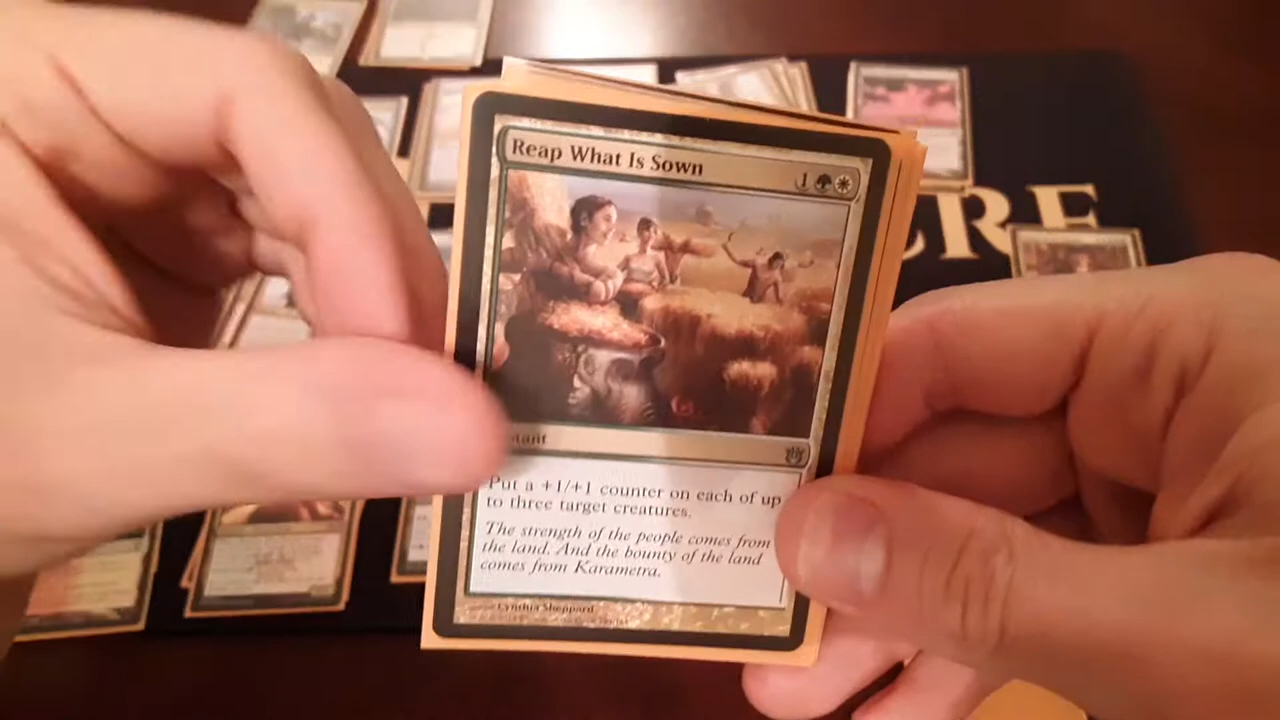 Reap What Is Sown
1
Put a +1/+1 counter on each of up
to three target creatures.
The strength of the people comes from
the land. And the bounty of the land
comes from Karametra.
Cynthia Sheppard